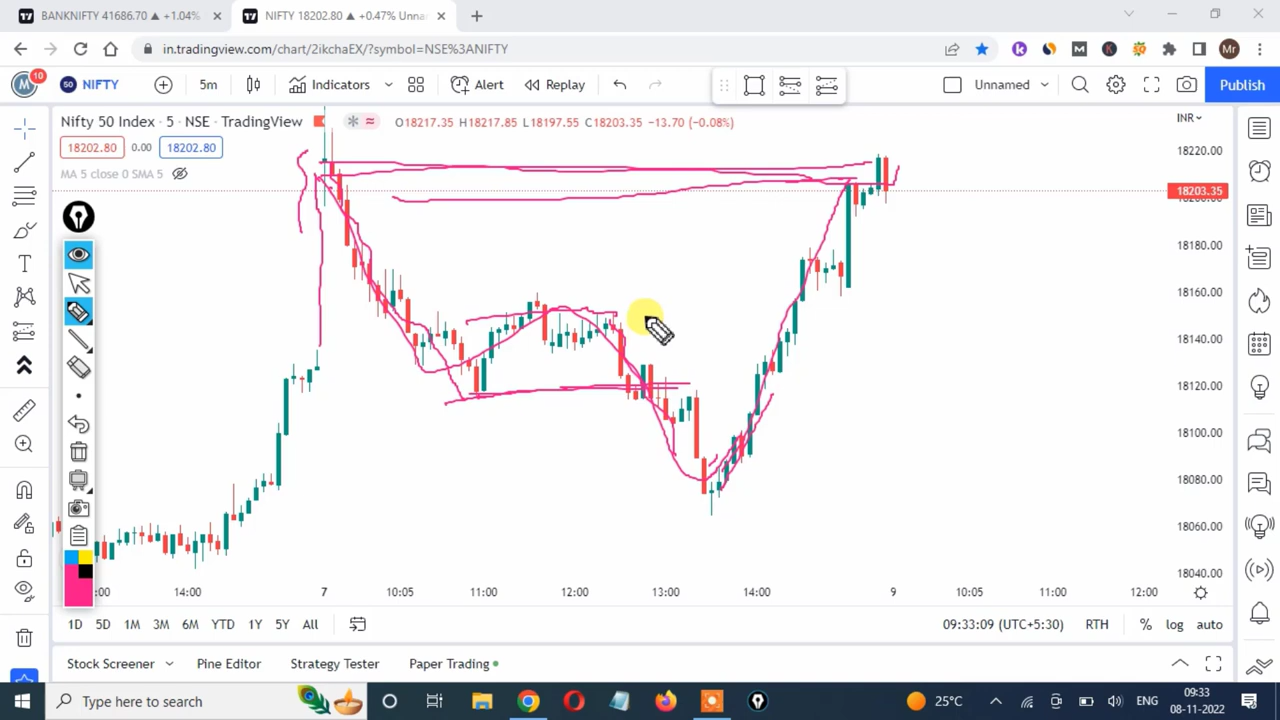 BANKNIFTY 41686.70 ▲ +1.04%
NIFTY 18202.80 ▲ +0.47% Unna
in.tradingview.com/chart/2ikchaEX/?symbol=NSE%3ANIFTY
Mr
M 10
50 NIFTY
5m
Indicators
Alert
Replay
Unnamed
Publish
Nifty 50 Index · 5 · NSE · TradingView
O18217.35 H18217.85 L18197.55 C18203.35 −13.70 (−0.08%)
INR
18202.80 0.00 18202.80
MA 5 close 0 SMA 5
18220.00
18203.35
18200.00
18180.00
18160.00
18140.00
18120.00
18100.00
18080.00
18060.00
18040.00
:00 14:00 7 10:05 11:00 12:00 13:00 14:00 9 10:05 11:00 12:00
1D 5D 1M 3M 6M YTD 1Y 5Y All
09:33:09 (UTC+5:30) RTH % log auto
Stock Screener Pine Editor Strategy Tester Paper Trading
Type here to search
25°C
ENG
09:33
08-11-2022